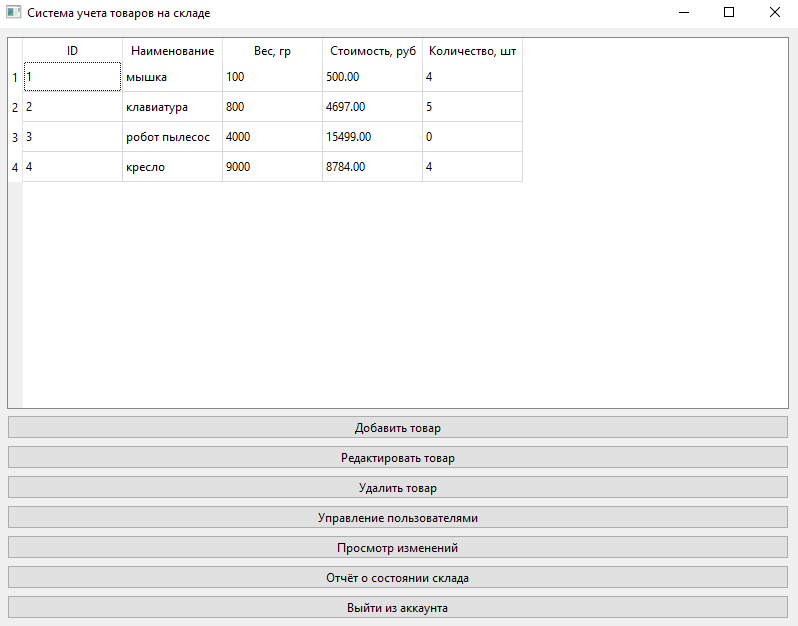 Система учета товаров на складе
ID Наименование Вес, гр Стоимость, руб Количество, шт
1 1 мышка 100 500.00 4
2 2 клавиатура 800 4697.00 5
3 3 робот пылесос 4000 15499.00 0
4 4 кресло 9000 8784.00 4
Добавить товар
Редактировать товар
Удалить товар
Управление пользователями
Просмотр изменений
Отчёт о состоянии склада
Выйти из аккаунта